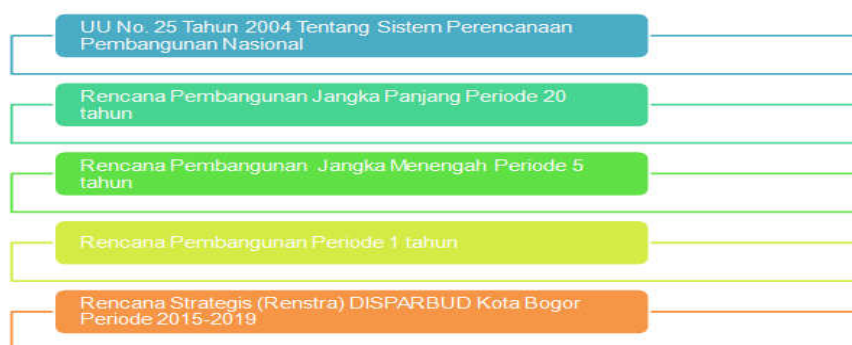 UU No. 25 Tahun 2004 Tentang Sistem Perencanaan
Pembangunan Nasional
Rencana Pembangunan Jangka Panjang Periode 20
tahun
Rencana Pembangunan Jangka Menengah Periode 5
tahun
Rencana Pembangunan Periode 1 tahun
Rencana Strategis (Renstra) DISPARBUD Kota Bogor
Periode 2015-2019